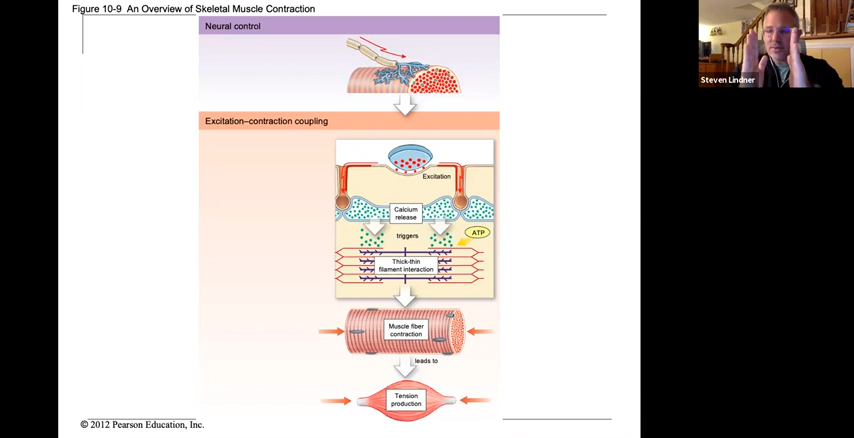 Figure 10-9  An Overview of Skeletal Muscle Contraction
Neural control
Excitation–contraction coupling
Excitation
Calcium
release
triggers
ATP
Thick-thin
filament interaction
Muscle fiber
contraction
leads to
Tension
production
© 2012 Pearson Education, Inc.
Steven Lindner